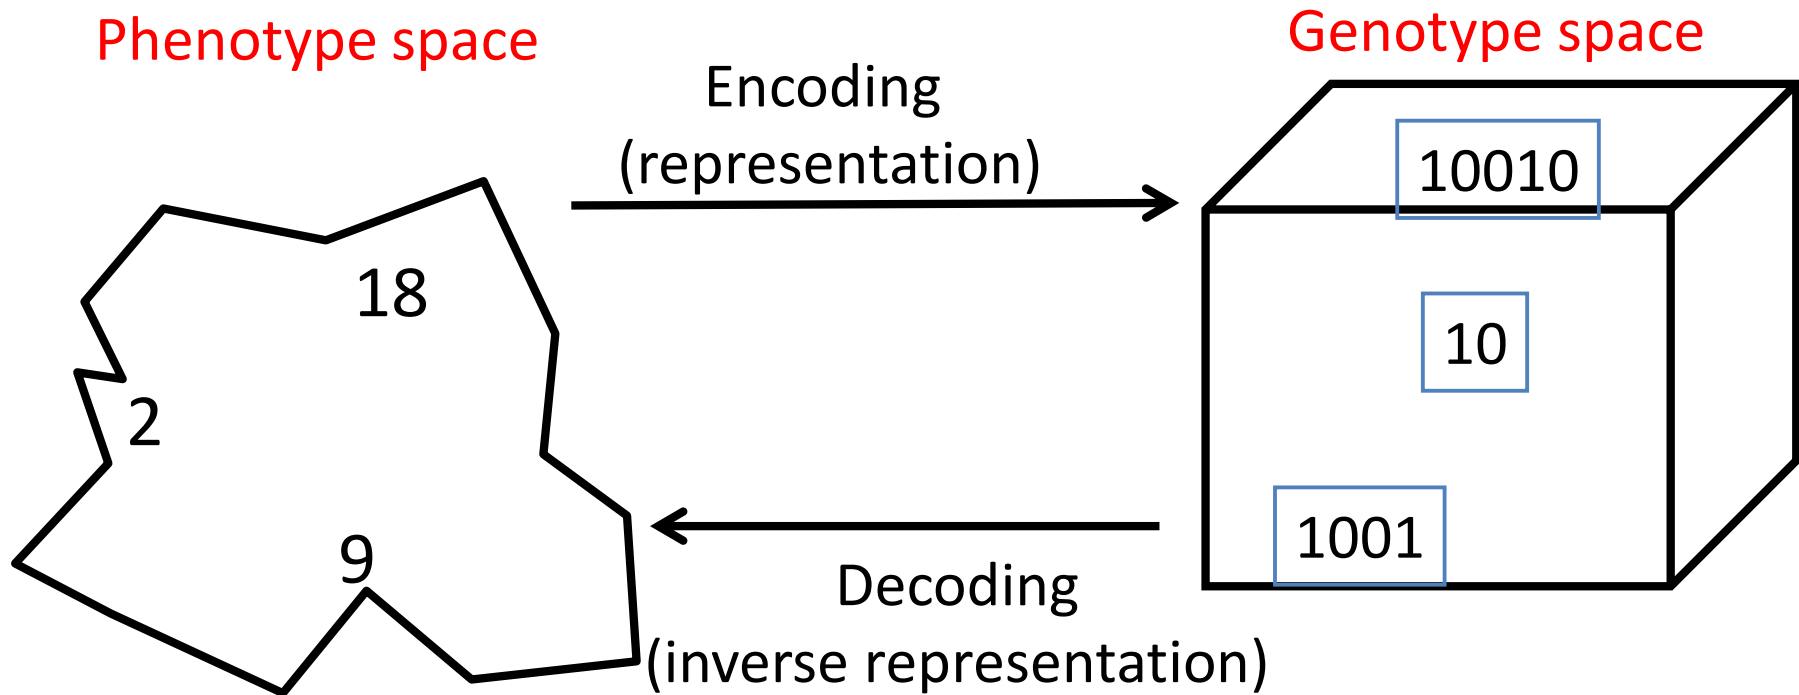 Phenotype space
Genotype space
Encoding
(representation)
10010
18
10
2
1001
9
Decoding
(inverse representation)